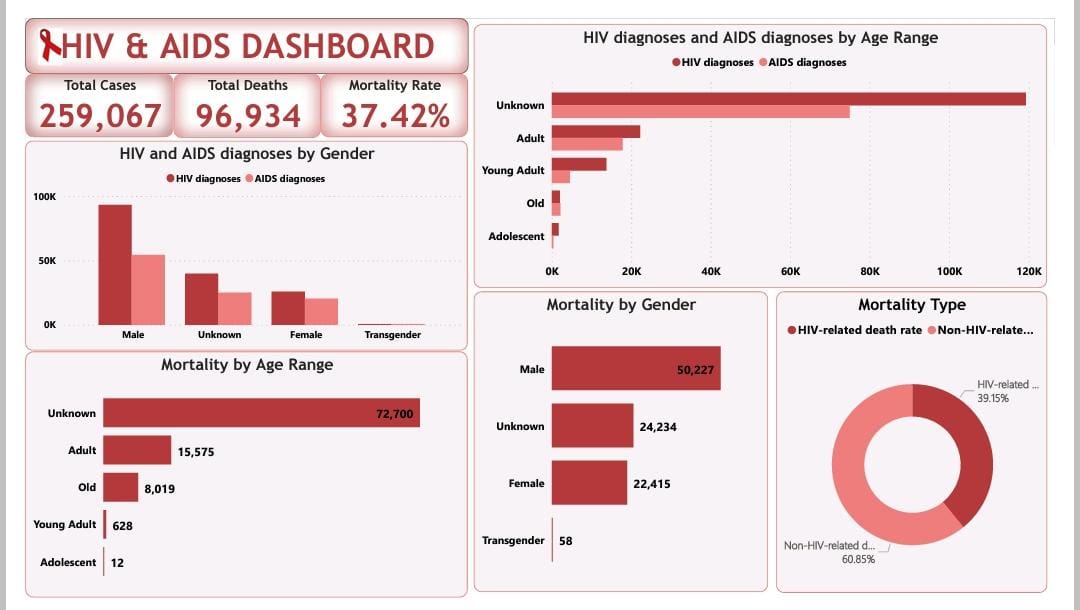 HIV & AIDS DASHBOARD
Total Cases
259,067
Total Deaths
96,934
Mortality Rate
37.42%
HIV and AIDS diagnoses by Gender
HIV diagnoses AIDS diagnoses
100K
50K
0K
Male Unknown Female Transgender
Mortality by Age Range
Unknown 72,700
Adult 15,575
Old 8,019
Young Adult 628
Adolescent 12
HIV diagnoses and AIDS diagnoses by Age Range
HIV diagnoses AIDS diagnoses
Unknown
Adult
Young Adult
Old
Adolescent
0K 20K 40K 60K 80K 100K 120K
Mortality by Gender
Male 50,227
Unknown 24,234
Female 22,415
Transgender 58
Mortality Type
HIV-related death rate Non-HIV-relate...
HIV-related ...
39.15%
Non-HIV-related d...
60.85%